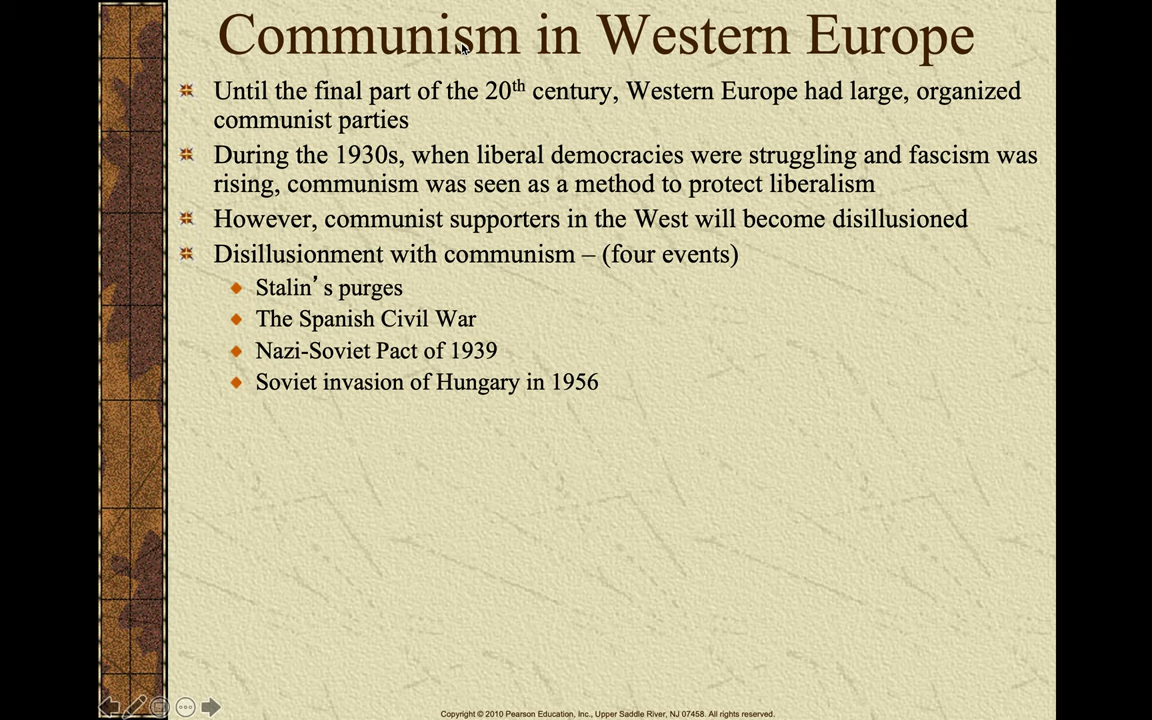 Communism in Western Europe
Until the final part of the 20th century, Western Europe had large, organized
communist parties
During the 1930s, when liberal democracies were struggling and fascism was
rising, communism was seen as a method to protect liberalism
However, communist supporters in the West will become disillusioned
Disillusionment with communism – (four events)
Stalin’s purges
The Spanish Civil War
Nazi-Soviet Pact of 1939
Soviet invasion of Hungary in 1956
Copyright © 2010 Pearson Education, Inc., Upper Saddle River, NJ 07458. All rights reserved.